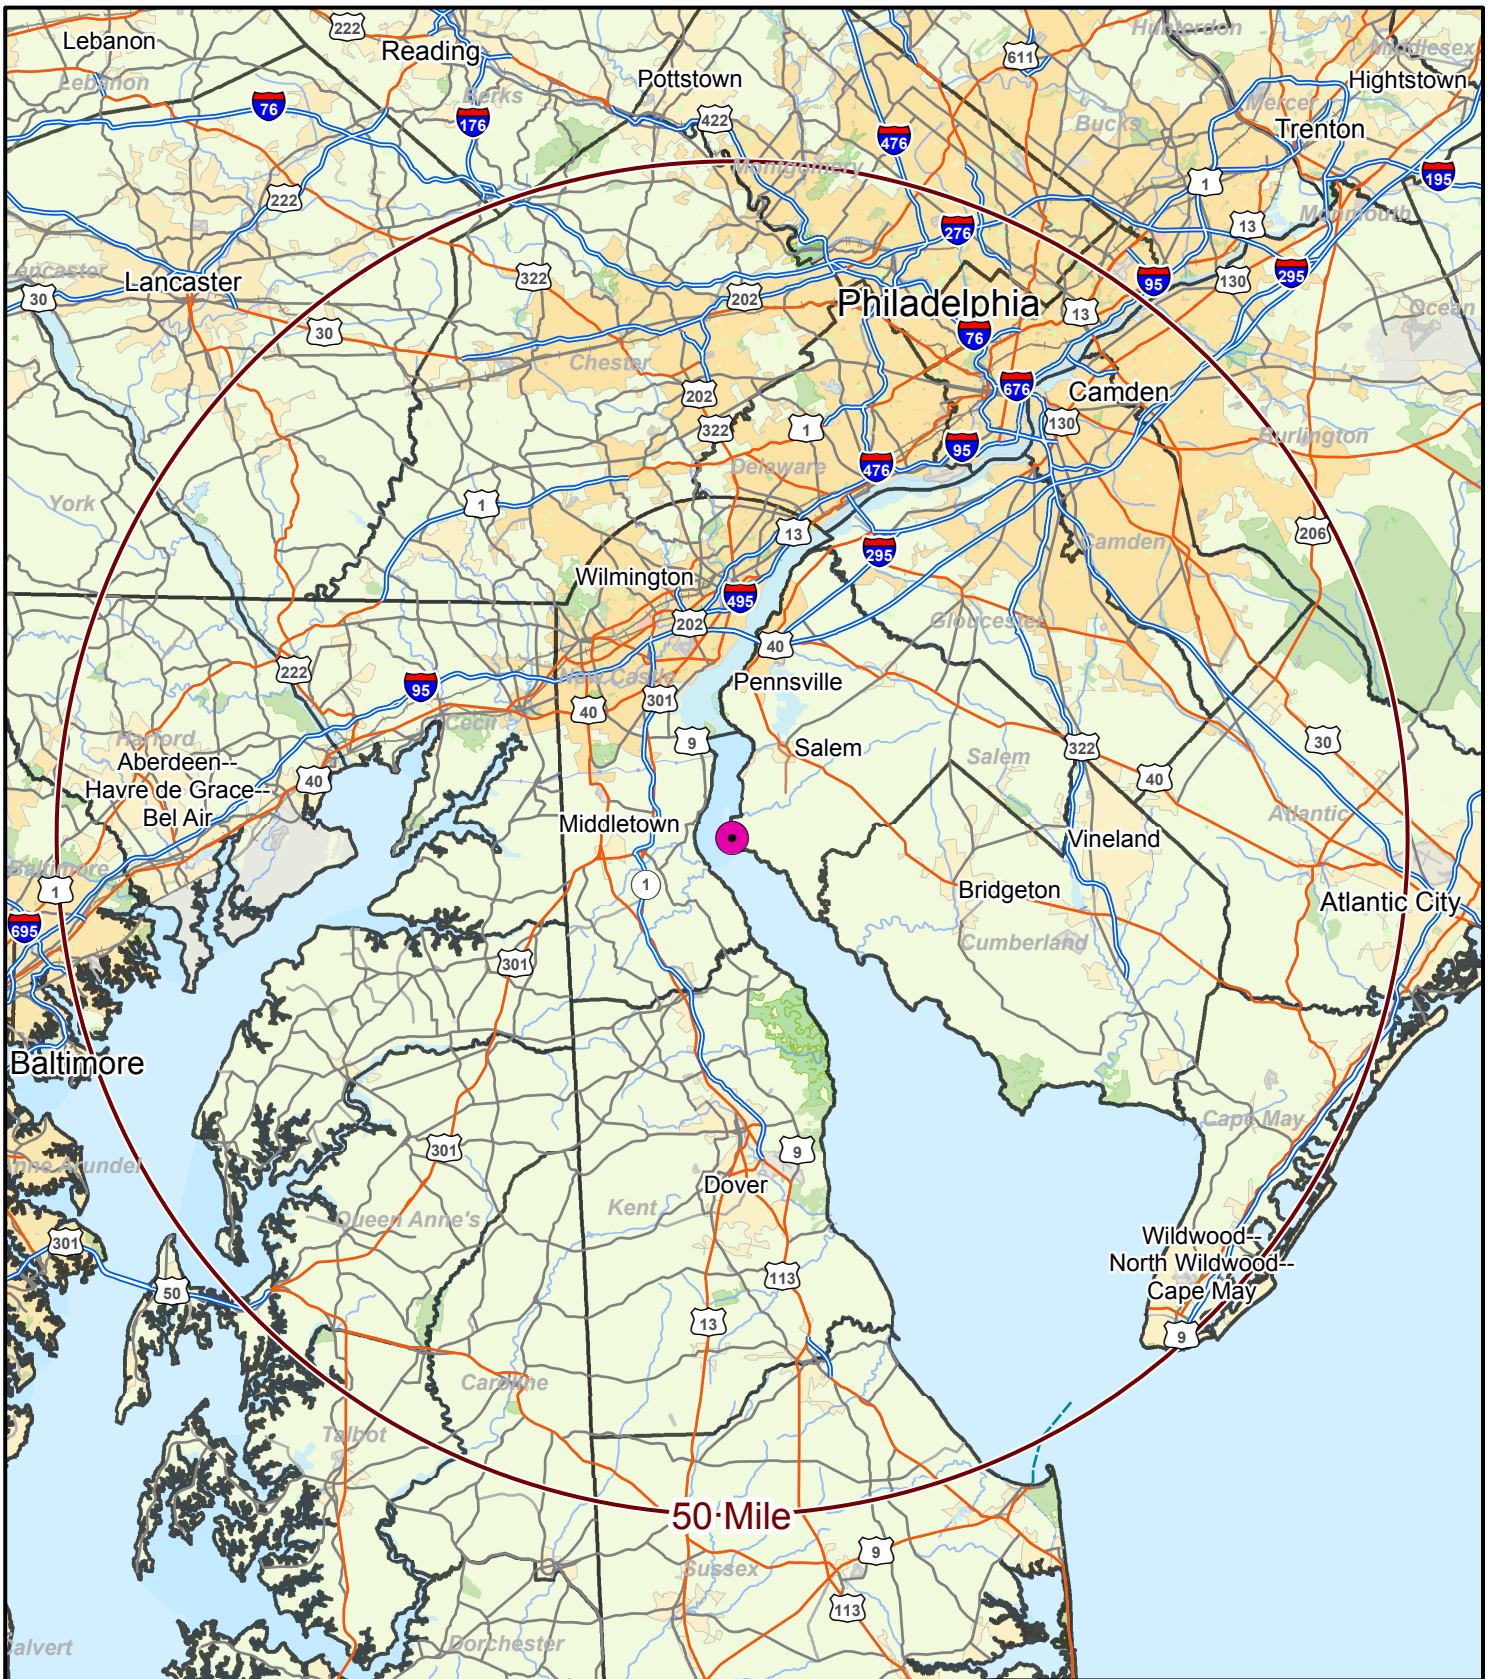 222
Hunterdon
Lebanon
Reading
611
Middlesex
Pottstown
Hightstown
Lebanon
Berks
76
Mercer
176
422
Bucks
Trenton
476
Montgomery
195
222
1
Monmouth
13
276
Lancaster
322
95
295
130
Lancaster
30
202
Philadelphia
13
Ocean
30
76
Chester
676
Camden
202
130
322
1
Burlington
95
Delaware
476
York
1
13
206
295
Camden
Wilmington
495
202
Gloucester
40
222
New Castle
Pennsville
95
301
40
Cecil
9
Harford
Salem
Salem
322
30
Aberdeen--
Havre de Grace--
Bel Air
40
40
Atlantic
Middletown
Vineland
Baltimore
1
1
Bridgeton
Atlantic City
695
Cumberland
301
Baltimore
Cape May
301
9
nne Arundel
Dover
Kent
Queen Anne's
301
Wildwood--
North Wildwood--
Cape May
50
113
13
9
Caroline
Talbot
50 Mile
9
Sussex
113
Dorchester
alvert